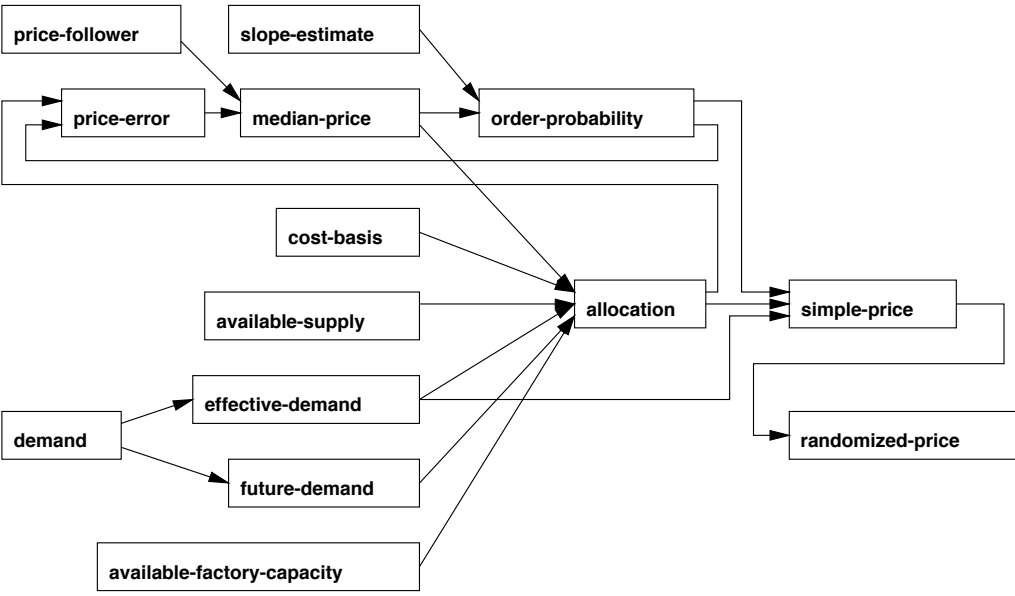 price-follower
slope-estimate
price-error
median-price
order-probability
cost-basis
available-supply
allocation
simple-price
effective-demand
demand
randomized-price
future-demand
available-factory-capacity